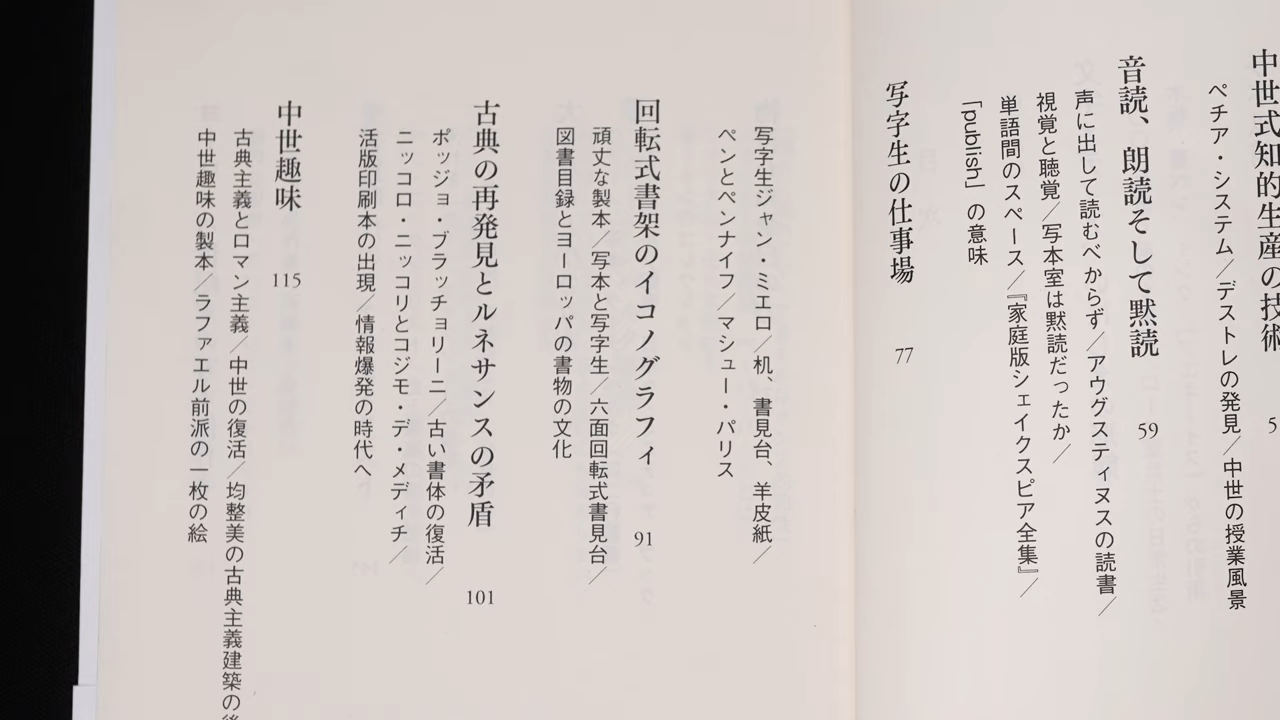 中世式知的生産の技術 5
ペチア・システム／デストレの発見／中世の授業風景
音読、朗読そして黙読 59
声に出して読むべからず／アウグスティヌスの読書／
視覚と聴覚／写本室は黙読だったか／
単語間のスペース／『家庭版シェイクスピア全集』／
「publish」の意味
写字生の仕事場 77
写字生ジャン・ミエロ／机、書見台、羊皮紙／
ペンとペンナイフ／マシュー・パリス
回転式書架のイコノグラフィ 91
頑丈な製本／写本と写字生／六面回転式書見台／
図書目録とヨーロッパの書物の文化
古典の再発見とルネサンスの矛盾 101
ポッジョ・ブラッチョリーニ／古い書体の復活／
ニッコロ・ニッコリとコジモ・デ・メディチ／
活版印刷本の出現／情報爆発の時代へ
中世趣味 115
古典主義とロマン主義／中世の復活／均整美の古典主義建築の
中世趣味の製本／ラファエル前派の一枚の絵